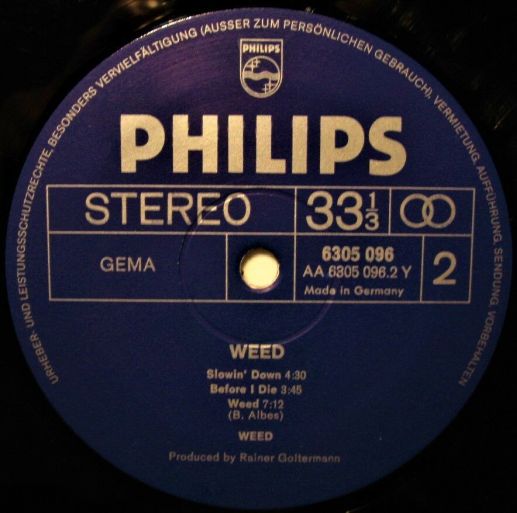 URHEBER- UND LEISTUNGSSCHUTZRECHTE, BESONDERS VERVIELFÄLTIGUNG (AUSSER ZUM PERSÖNLICHEN GEBRAUCH), VERMIETUNG, AUFFÜHRUNG, SENDUNG, VORBEHALTEN
PHILIPS
PHILIPS
STEREO
33 1/3
GEMA
6305 096
AA 6305 096.2 Y
Made in Germany
2
WEED
Slowin' Down 4:30
Before I Die 3:45
Weed 7:12
(B. Albes)
WEED
Produced by Rainer Goltermann